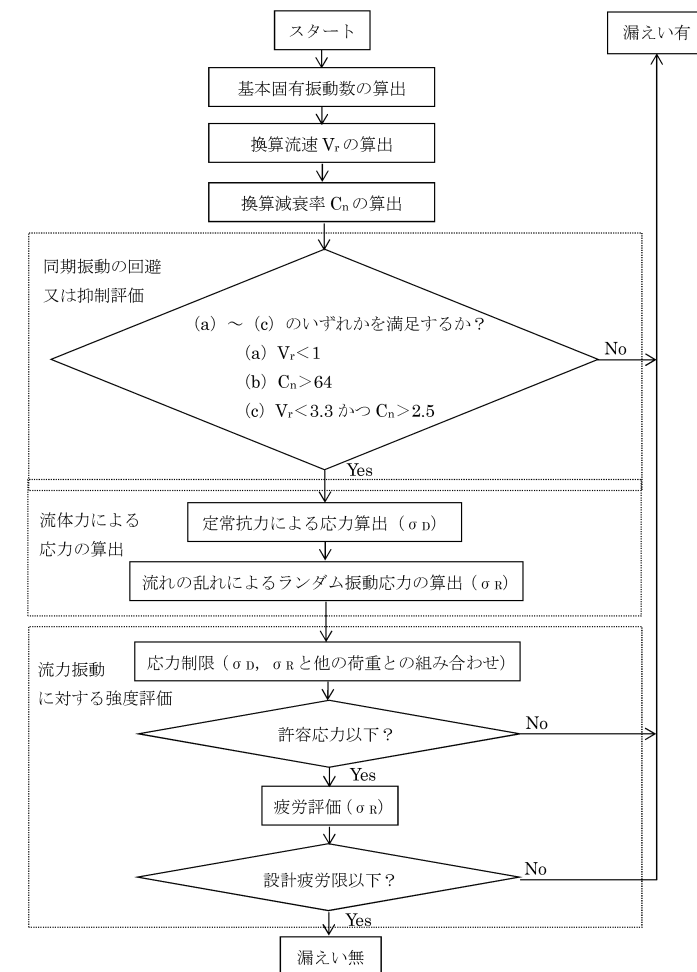 スタート
漏えい有
基本固有振動数の算出
換算流速 Vrの算出
換算減衰率 Cnの算出
同期振動の回避
又は抑制評価
(a) ～ (c) のいずれかを満足するか？
(a) Vr＜1
(b) Cn＞64
(c) Vr＜3.3 かつ Cn＞2.5
No
Yes
流体力による
応力の算出
定常抗力による応力算出（σD）
流れの乱れによるランダム振動応力の算出（σR）
流力振動
に対する強度評価
応力制限（σD, σRと他の荷重との組み合わせ）
許容応力以下？
No
Yes
疲労評価（σR）
設計疲労限以下？
No
Yes
漏えい無